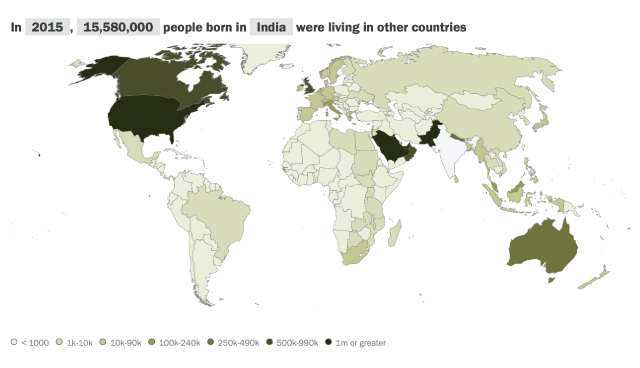 In 2015 , 15,580,000 people born in India were living in other countries
< 1000 1k-10k 10k-90k 100k-240k 250k-490k 500k-990k 1m or greater